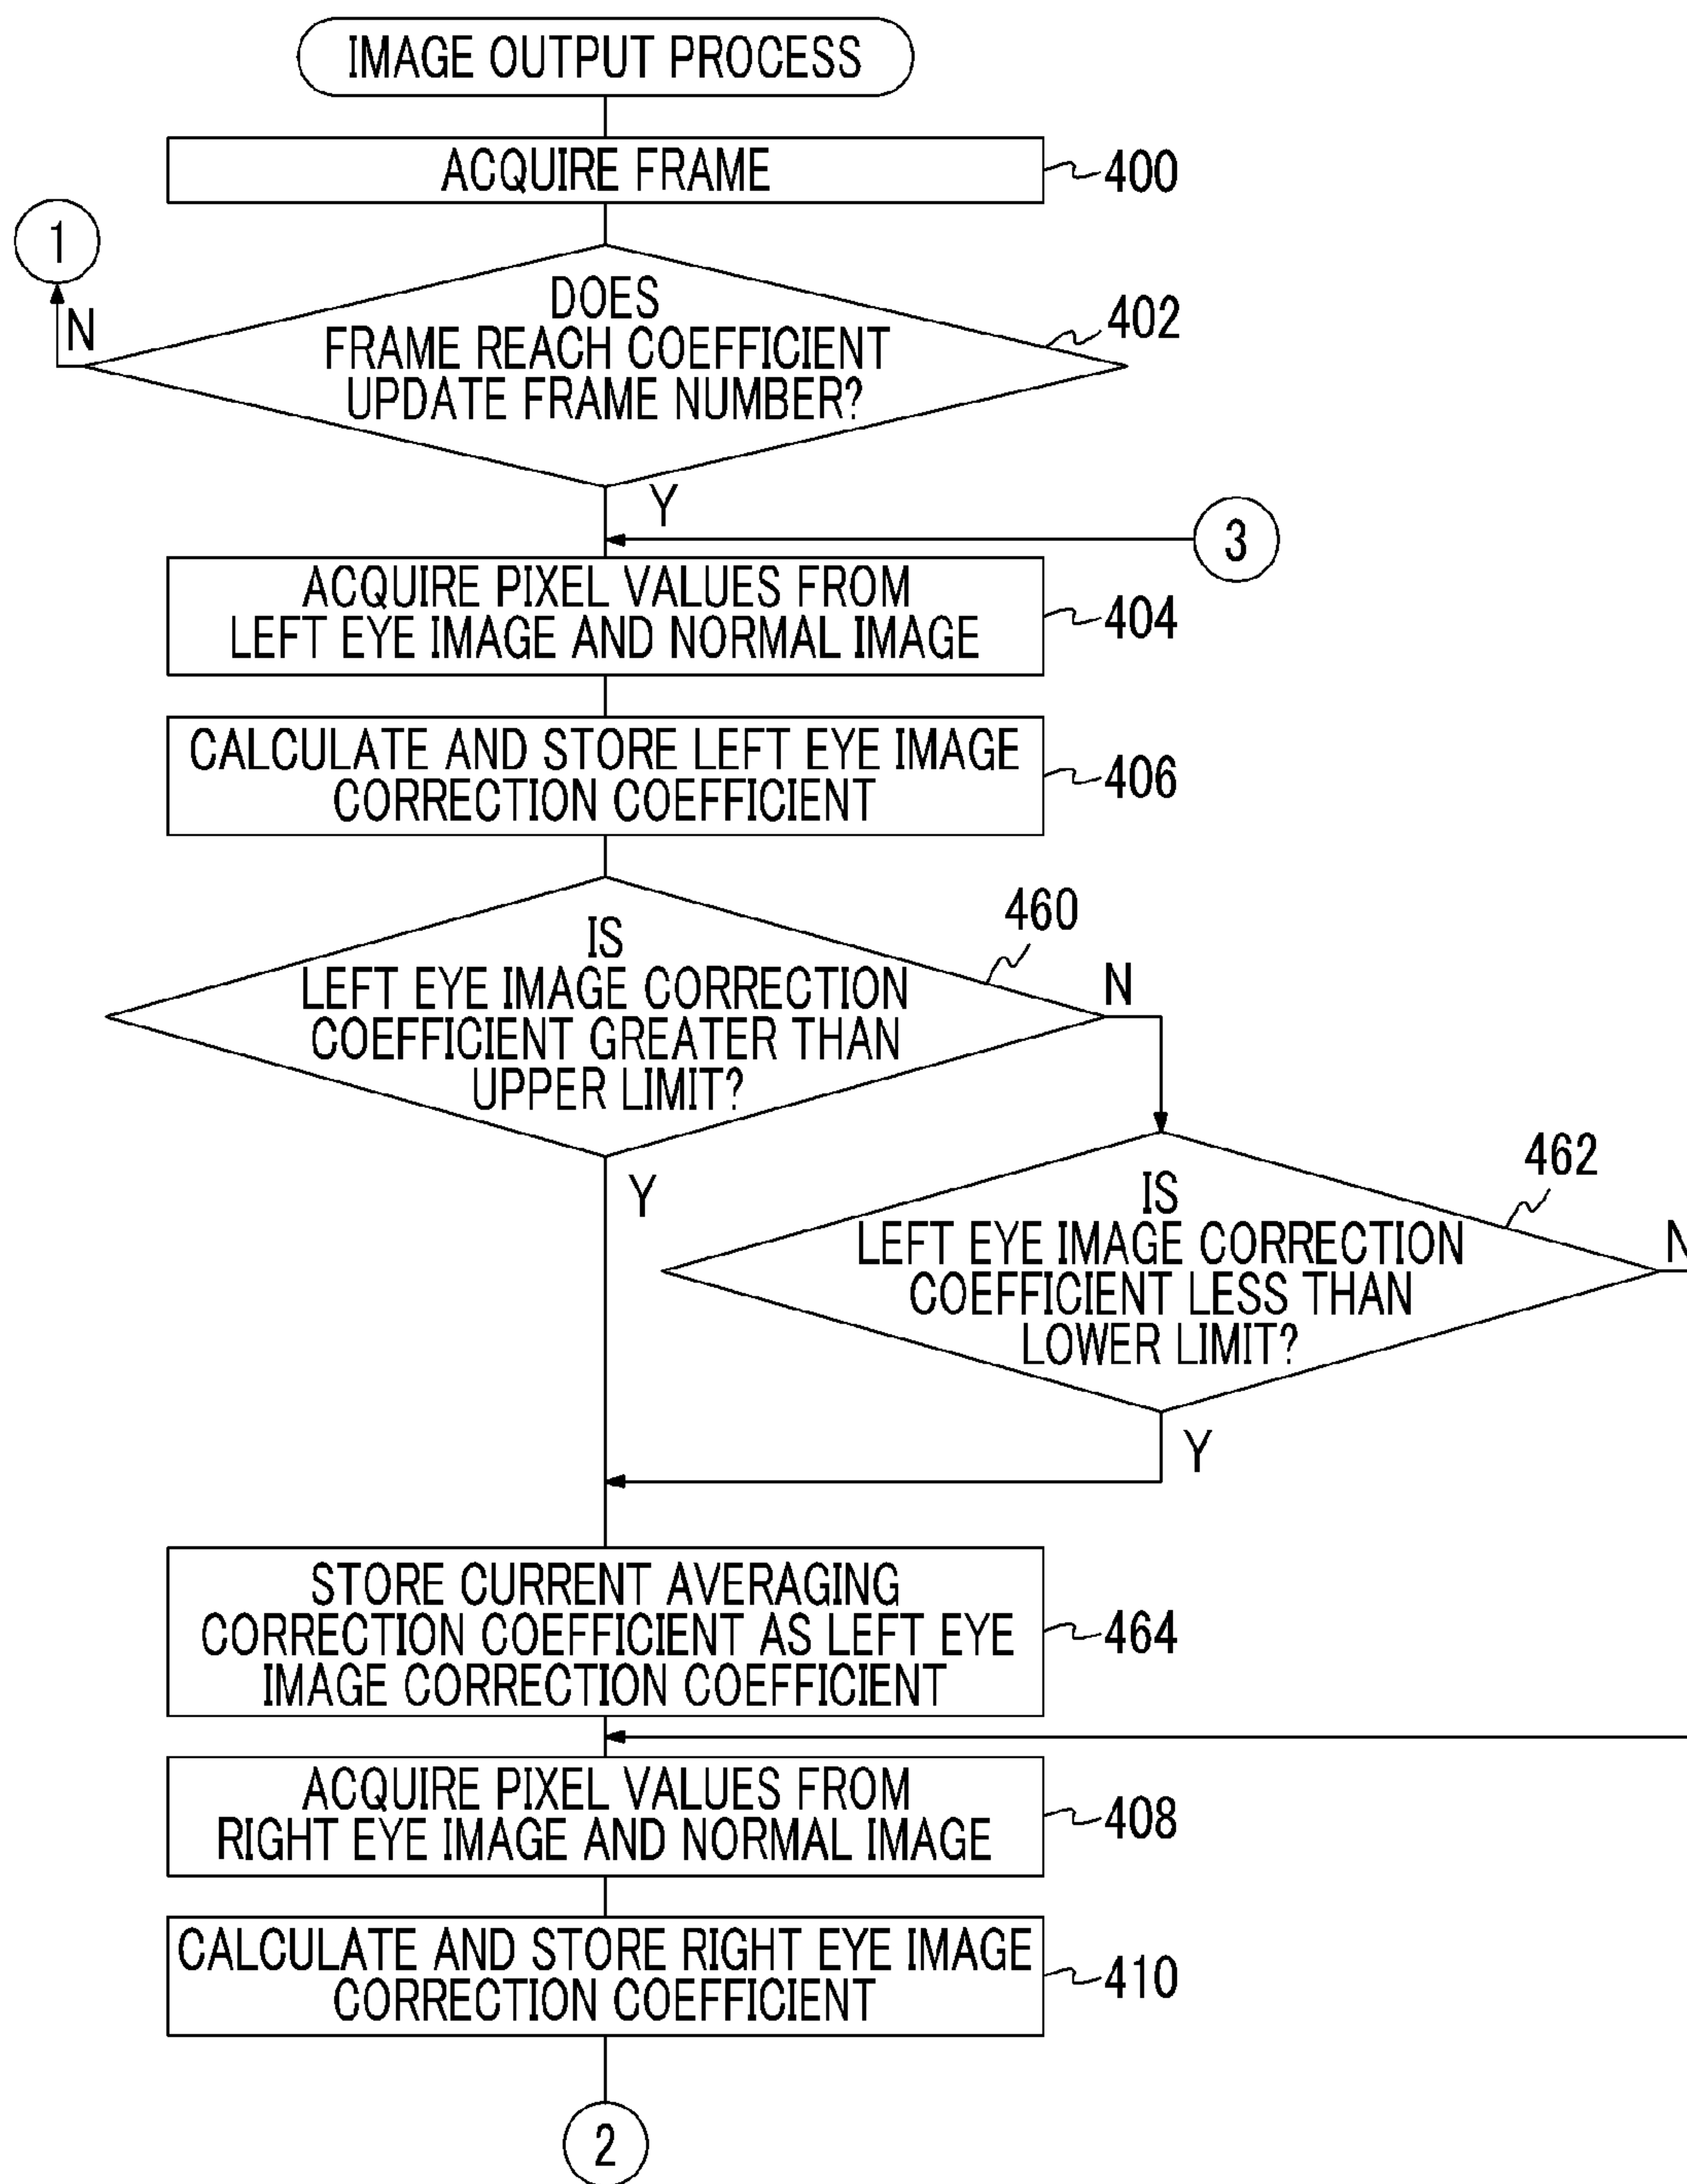 IMAGE OUTPUT PROCESS
ACQUIRE FRAME
400
1
N
DOES
FRAME REACH COEFFICIENT
UPDATE FRAME NUMBER?
402
Y
3
ACQUIRE PIXEL VALUES FROM
LEFT EYE IMAGE AND NORMAL IMAGE
404
CALCULATE AND STORE LEFT EYE IMAGE
CORRECTION COEFFICIENT
406
IS
LEFT EYE IMAGE CORRECTION
COEFFICIENT GREATER THAN
UPPER LIMIT?
460
N
Y
IS
LEFT EYE IMAGE CORRECTION
COEFFICIENT LESS THAN
LOWER LIMIT?
462
N
Y
STORE CURRENT AVERAGING
CORRECTION COEFFICIENT AS LEFT EYE
IMAGE CORRECTION COEFFICIENT
464
ACQUIRE PIXEL VALUES FROM
RIGHT EYE IMAGE AND NORMAL IMAGE
408
CALCULATE AND STORE RIGHT EYE IMAGE
CORRECTION COEFFICIENT
410
2